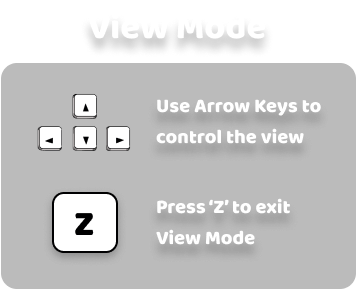 View Mode
Use Arrow Keys to
control the view
Z
Press ‘Z’ to exit
View Mode